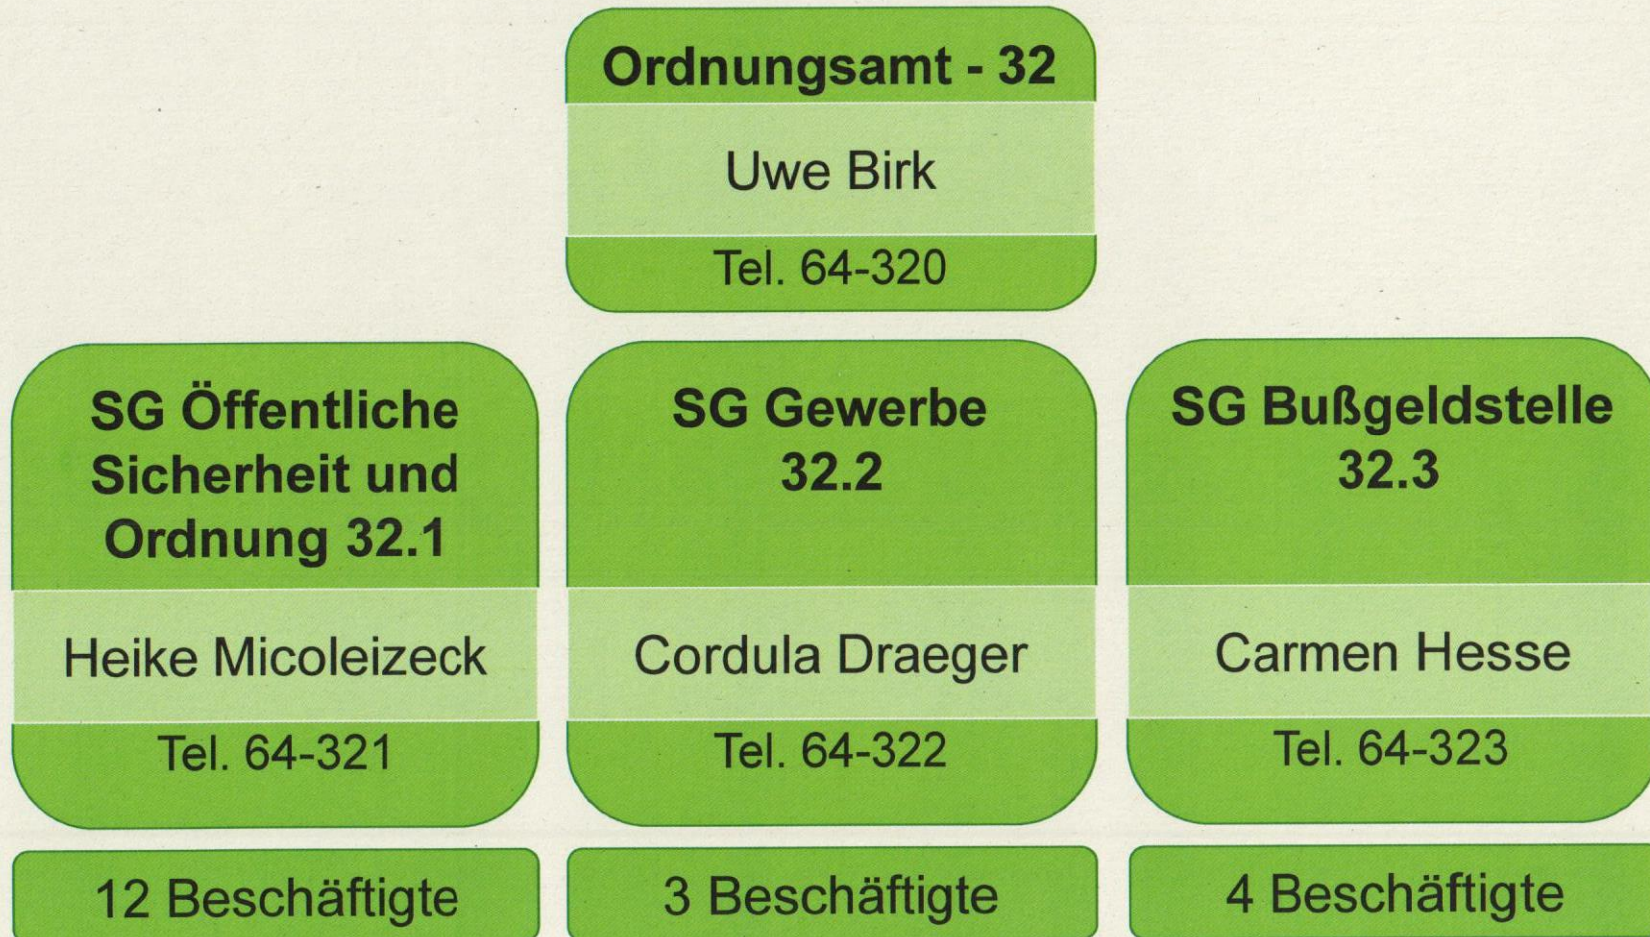 Ordnungsamt - 32
Uwe Birk
Tel. 64-320
SG Öffentliche
Sicherheit und
Ordnung 32.1
Heike Micoleizeck
Tel. 64-321
12 Beschäftigte
SG Gewerbe
32.2
Cordula Draeger
Tel. 64-322
3 Beschäftigte
SG Bußgeldstelle
32.3
Carmen Hesse
Tel. 64-323
4 Beschäftigte